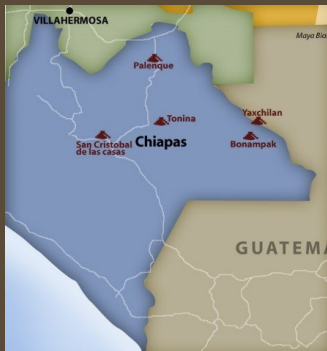 VILLAHERMOSA
Maya Bio
Palenque
Yaxchilan
Tonina
San Cristobal
de las casas
Chiapas
Bonampak
GUATEMA